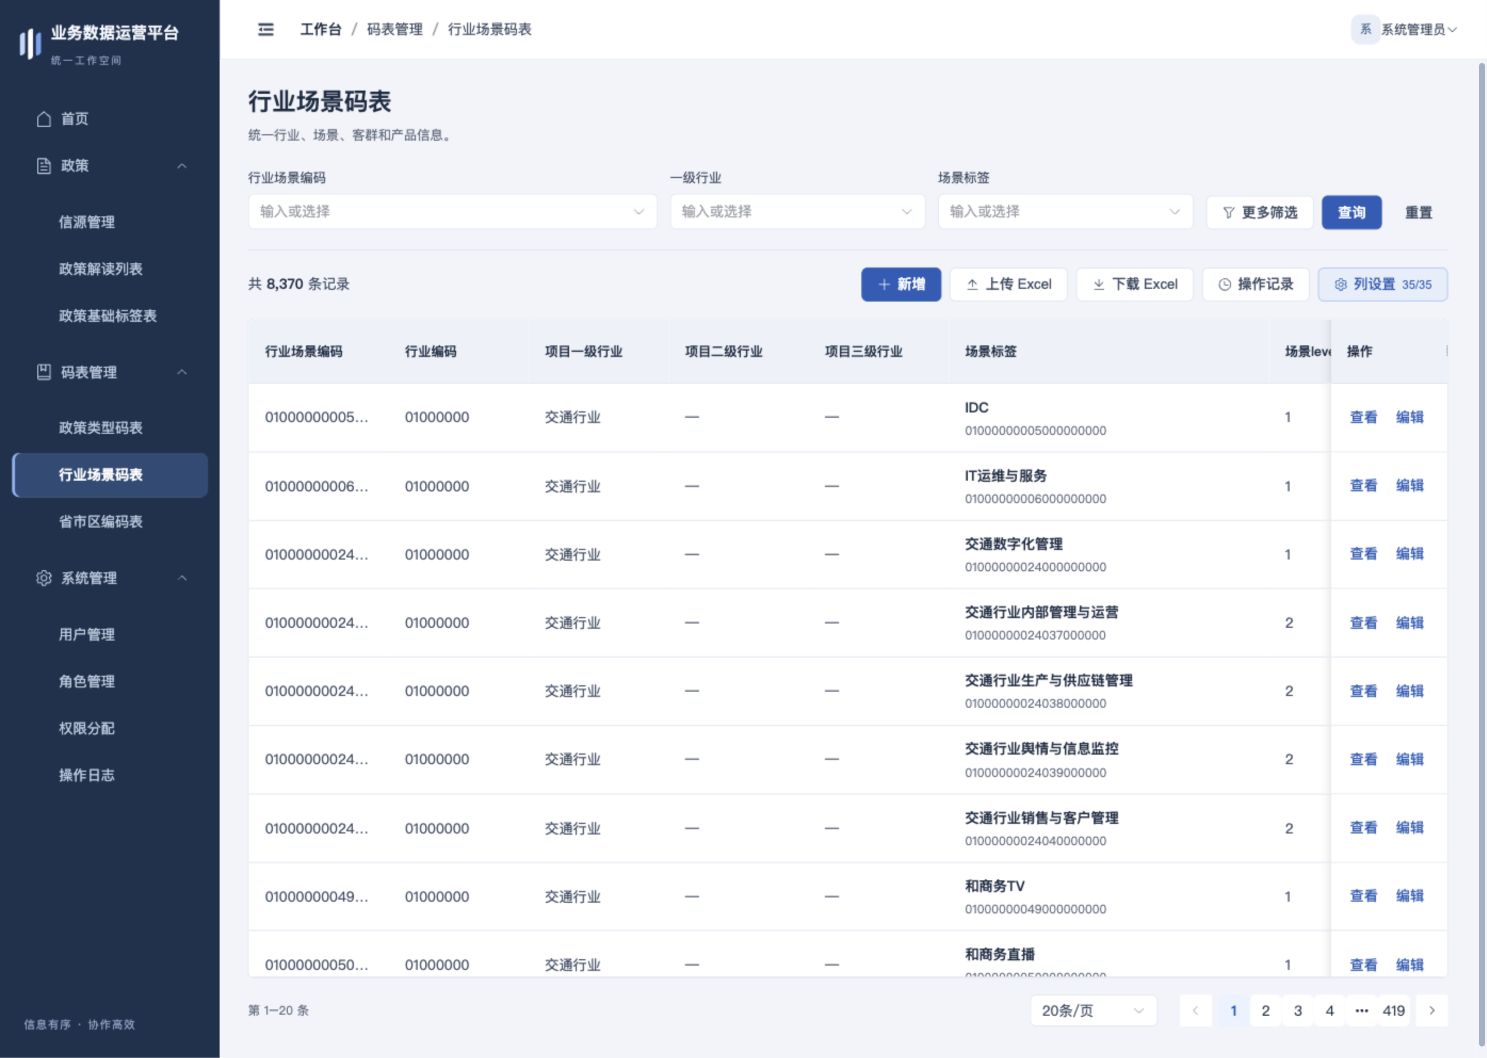 业务数据运营平台
统一工作空间
首页
政策
信源管理
政策解读列表
政策基础标签表
码表管理
政策类型码表
行业场景码表
省市区编码表
系统管理
用户管理
角色管理
权限分配
操作日志
信息有序 · 协作高效
工作台 / 码表管理 / 行业场景码表
系 系统管理员
行业场景码表
统一行业、场景、客群和产品信息。
行业场景编码 一级行业 场景标签
输入或选择 输入或选择 输入或选择 更多筛选 查询 重置
共 8,370 条记录 新增 上传 Excel 下载 Excel 操作记录 列设置 35/35
行业场景编码 行业编码 项目一级行业 项目二级行业 项目三级行业 场景标签 场景leve 操作
01000000005... 01000000 交通行业 — — IDC 1 查看 编辑
01000000005000000000
01000000006... 01000000 交通行业 — — IT运维与服务 1 查看 编辑
01000000006000000000
01000000024... 01000000 交通行业 — — 交通数字化管理 1 查看 编辑
01000000024000000000
01000000024... 01000000 交通行业 — — 交通行业内部管理与运营 2 查看 编辑
01000000024037000000
01000000024... 01000000 交通行业 — — 交通行业生产与供应链管理 2 查看 编辑
01000000024038000000
01000000024... 01000000 交通行业 — — 交通行业舆情与信息监控 2 查看 编辑
01000000024039000000
01000000024... 01000000 交通行业 — — 交通行业销售与客户管理 2 查看 编辑
01000000024040000000
01000000049... 01000000 交通行业 — — 和商务TV 1 查看 编辑
01000000049000000000
01000000050... 01000000 交通行业 — — 和商务直播 1 查看 编辑
第 1–20 条 20条/页 1 2 3 4 ••• 419